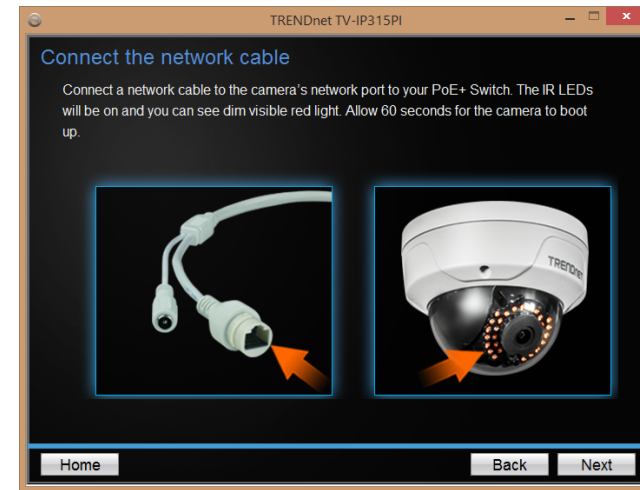 TRENDnet TV-IP315PI
Connect the network cable
Connect a network cable to the camera's network port to your PoE+ Switch. The IR LEDs
will be on and you can see dim visible red light. Allow 60 seconds for the camera to boot
up.
TRENDnet
Home
Back
Next